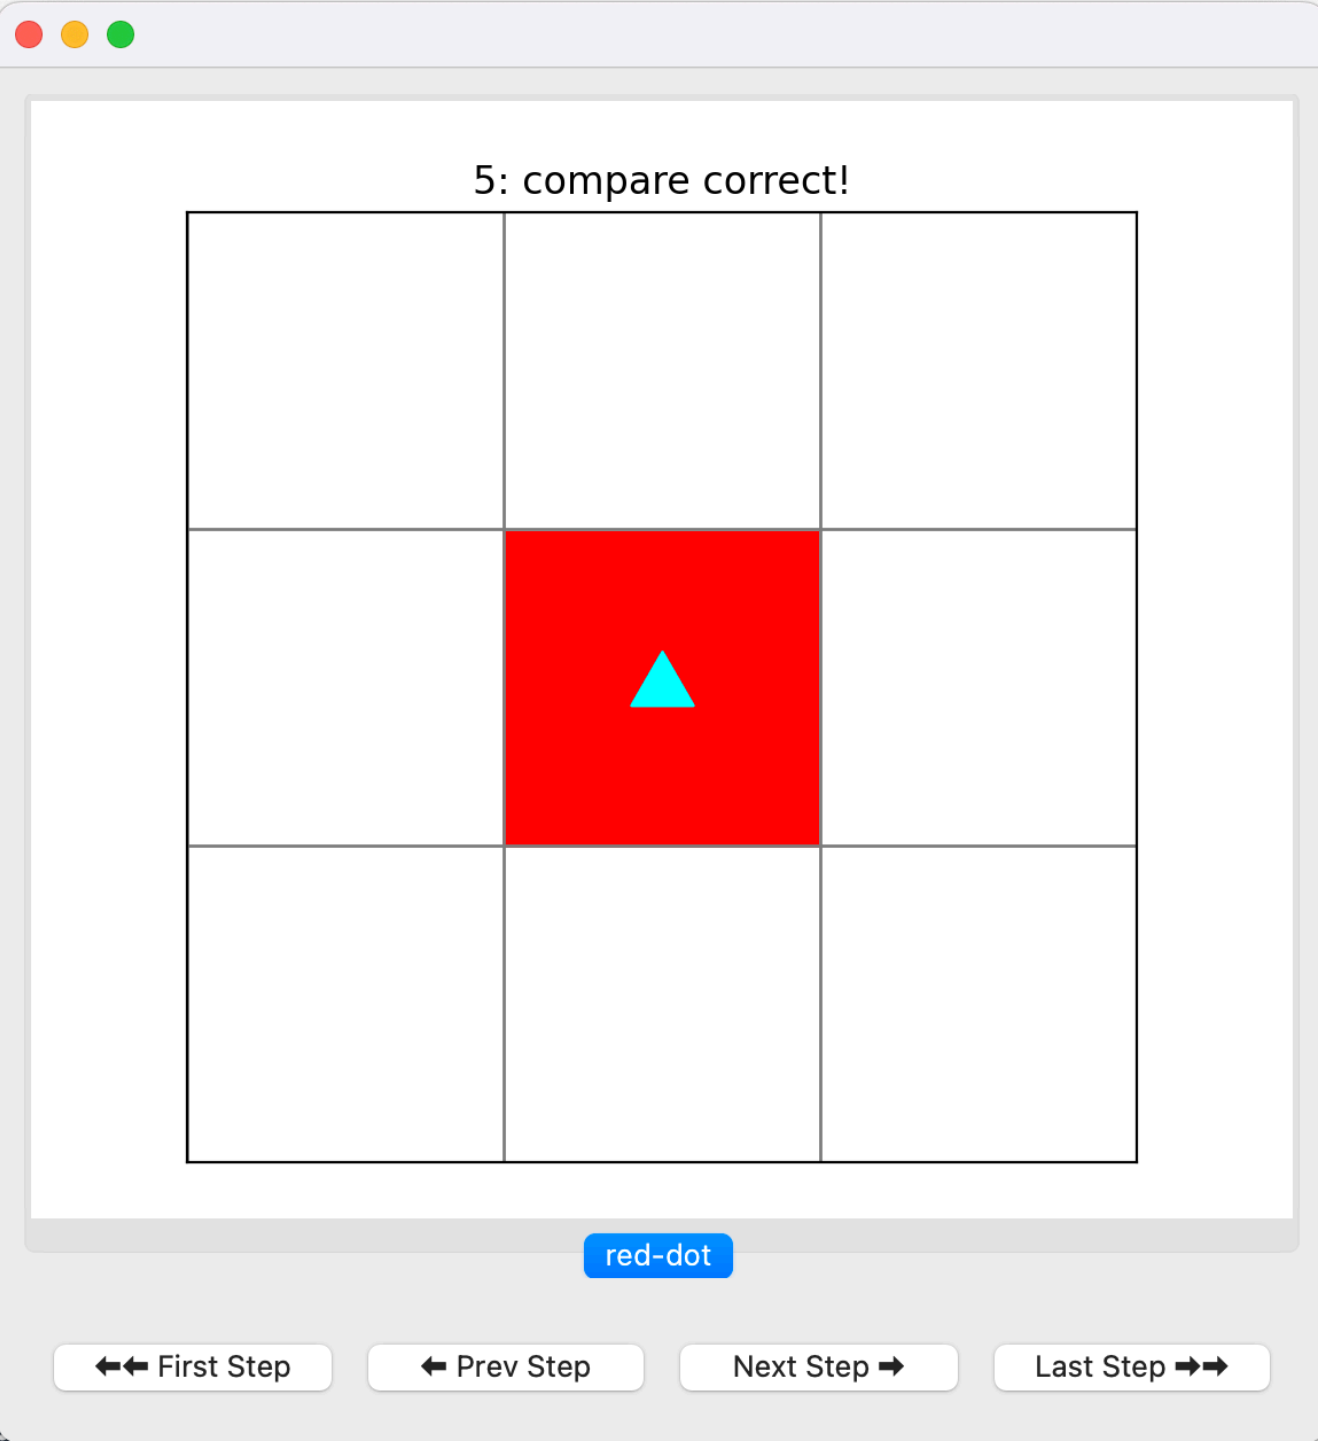 5: compare correct!
red-dot
⬅⬅ First Step
⬅ Prev Step
Next Step ➡
Last Step ➡➡